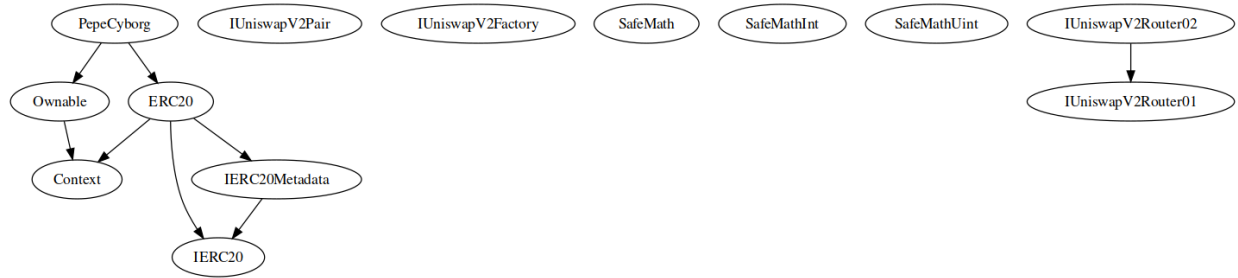 PepeCyborg
IUniswapV2Pair
IUniswapV2Factory
SafeMath
SafeMathInt
SafeMathUint
IUniswapV2Router02
Ownable
ERC20
IUniswapV2Router01
Context
IERC20Metadata
IERC20